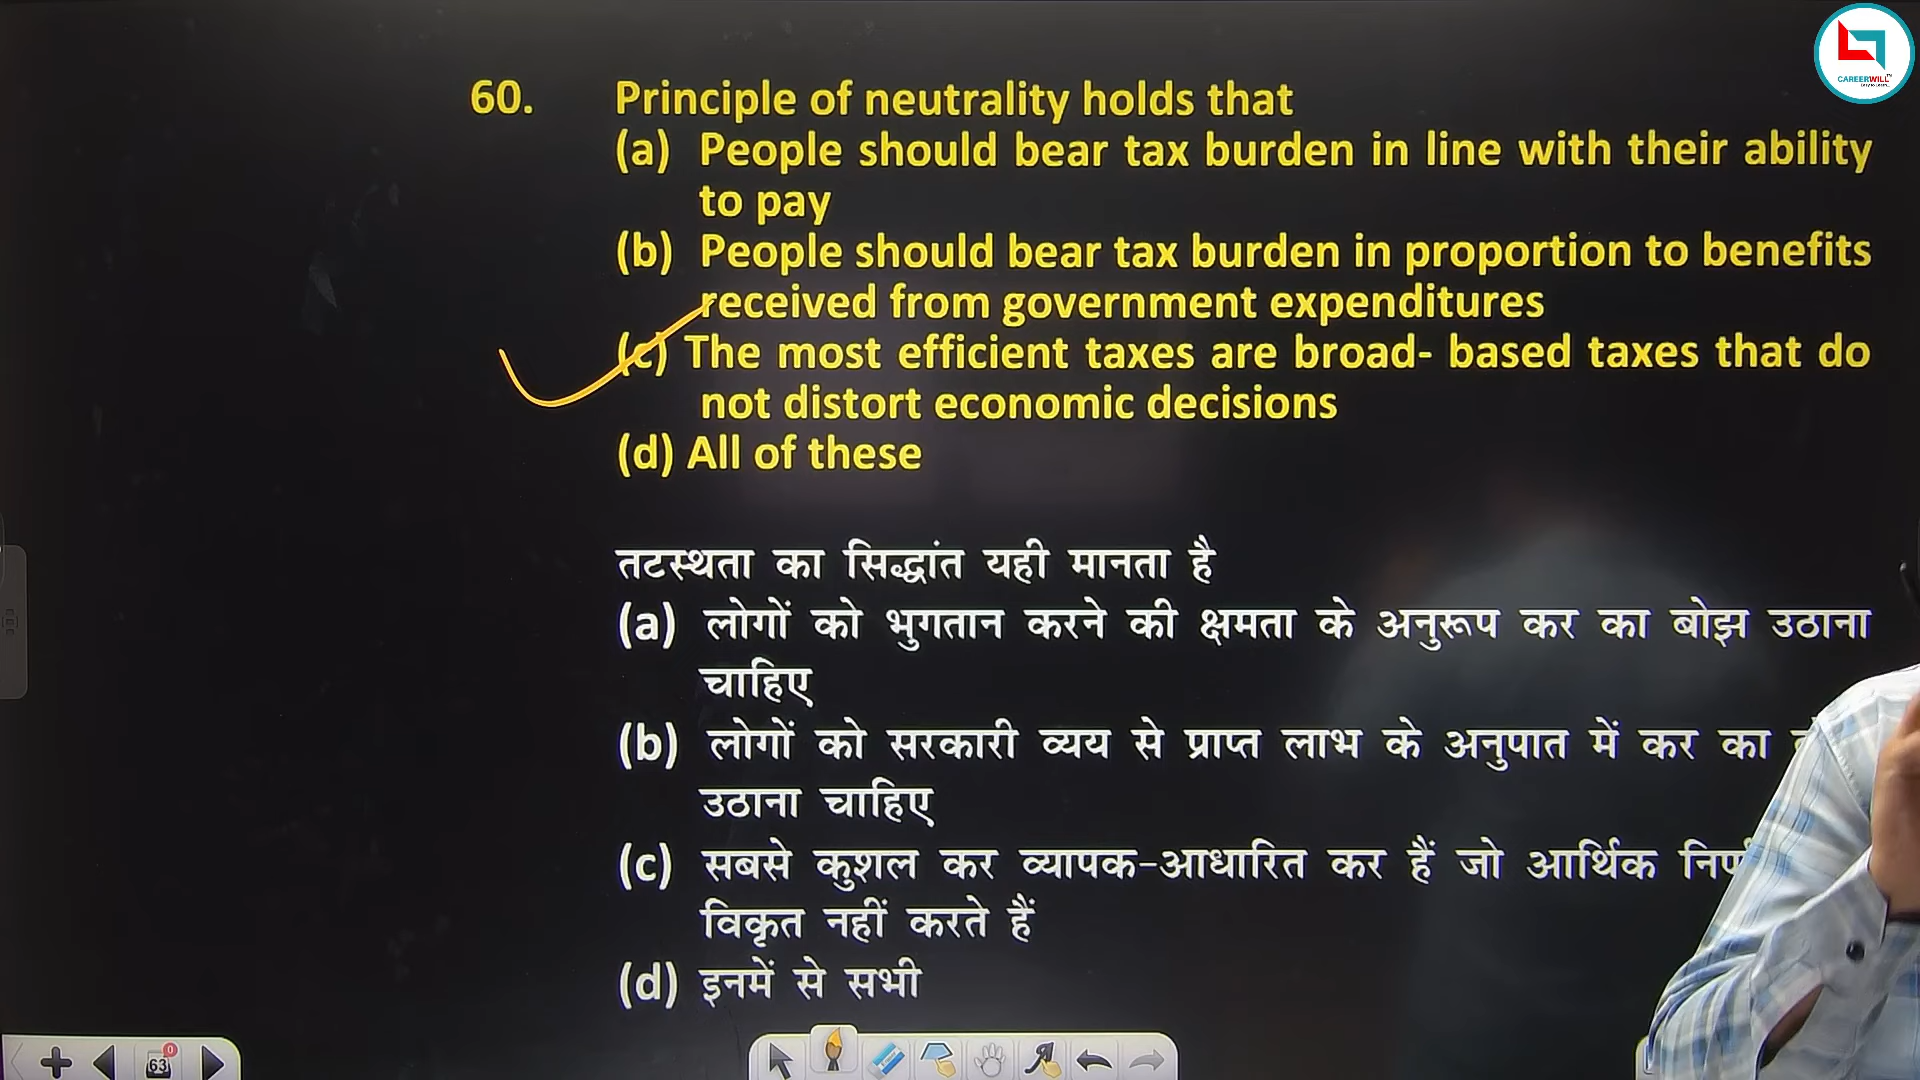 CAREERWILL
60. Principle of neutrality holds that
(a) People should bear tax burden in line with their ability
to pay
(b) People should bear tax burden in proportion to benefits
received from government expenditures
(c) The most efficient taxes are broad- based taxes that do
not distort economic decisions
(d) All of these
तटस्थता का सिद्धांत यही मानता है
(a) लोगों को भुगतान करने की क्षमता के अनुरूप कर का बोझ उठाना
चाहिए
(b) लोगों को सरकारी व्यय से प्राप्त लाभ के अनुपात में कर का
उठाना चाहिए
(c) सबसे कुशल कर व्यापक-आधारित कर हैं जो आर्थिक
विकृत नहीं करते हैं
(d) इनमें से सभी
63
0